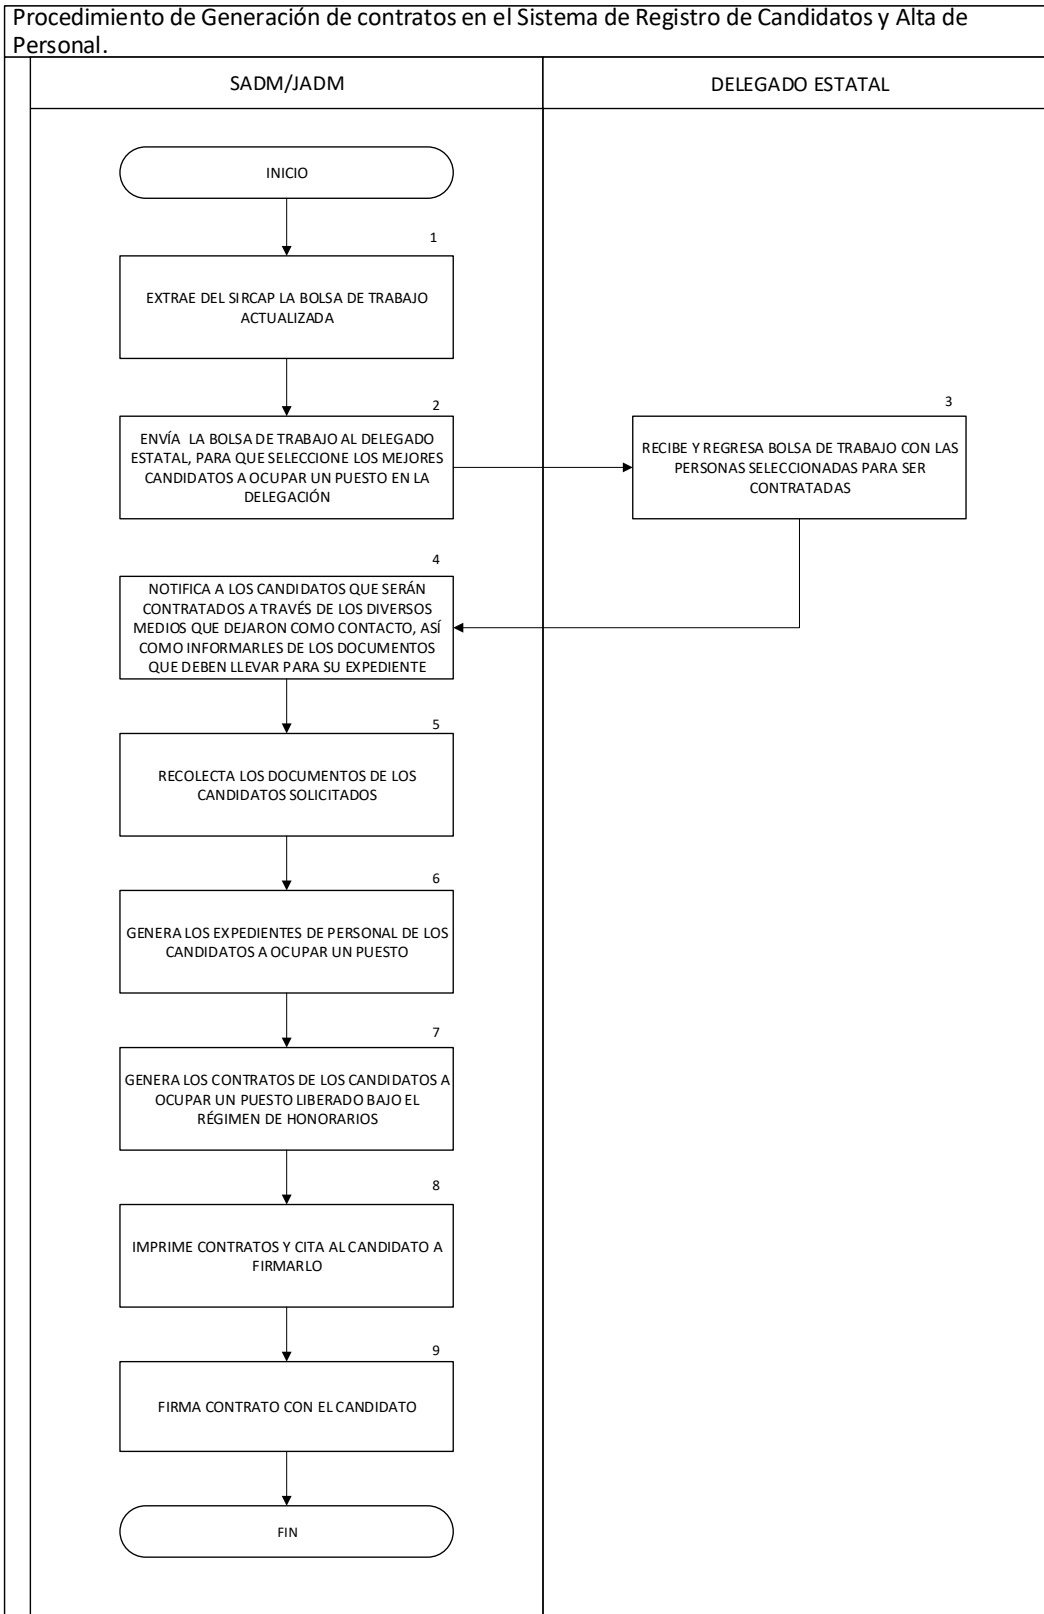 Procedimiento de Generación de contratos en el Sistema de Registro de Candidatos y Alta de
Personal.
SADM/JADM
DELEGADO ESTATAL
INICIO
1
EXTRAE DEL SIRCAP LA BOLSA DE TRABAJO
ACTUALIZADA
2
ENVÍA LA BOLSA DE TRABAJO AL DELEGADO
ESTATAL, PARA QUE SELECCIONE LOS MEJORES
CANDIDATOS A OCUPAR UN PUESTO EN LA
DELEGACIÓN
3
RECIBE Y REGRESA BOLSA DE TRABAJO CON LAS
PERSONAS SELECCIONADAS PARA SER
CONTRATADAS
4
NOTIFICA A LOS CANDIDATOS QUE SERÁN
CONTRATADOS A TRAVÉS DE LOS DIVERSOS
MEDIOS QUE DEJARON COMO CONTACTO, ASÍ
COMO INFORMARLES DE LOS DOCUMENTOS
QUE DEBEN LLEVAR PARA SU EXPEDIENTE
5
RECOLECTA LOS DOCUMENTOS DE LOS
CANDIDATOS SOLICITADOS
6
GENERA LOS EXPEDIENTES DE PERSONAL DE LOS
CANDIDATOS A OCUPAR UN PUESTO
7
GENERA LOS CONTRATOS DE LOS CANDIDATOS A
OCUPAR UN PUESTO LIBERADO BAJO EL
RÉGIMEN DE HONORARIOS
8
IMPRIME CONTRATOS Y CITA AL CANDIDATO A
FIRMARLO
9
FIRMA CONTRATO CON EL CANDIDATO
FIN